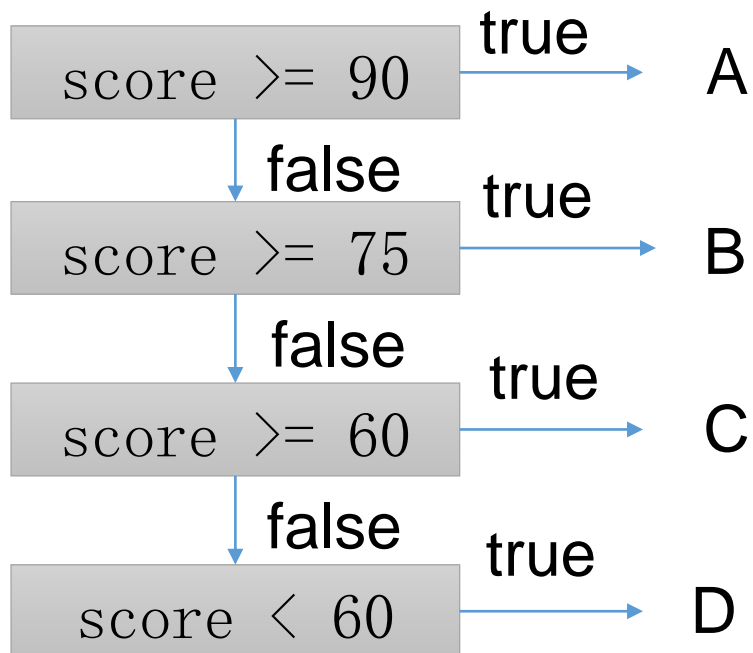 true
score >= 90 A
false
true
score >= 75 B
false
true
score >= 60 C
false
true
score < 60 D